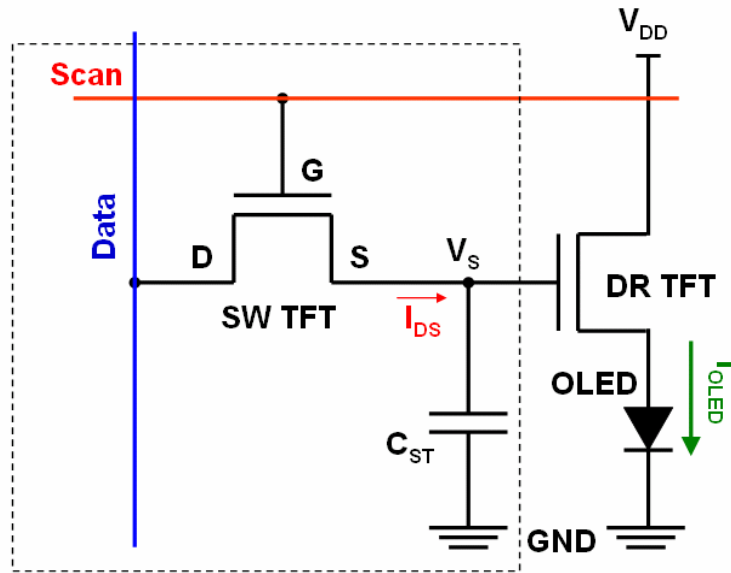 V_DD
Scan
G
Data
D
S
V_S
SW TFT
I_DS
DR TFT
OLED
I_OLED
C_ST
GND